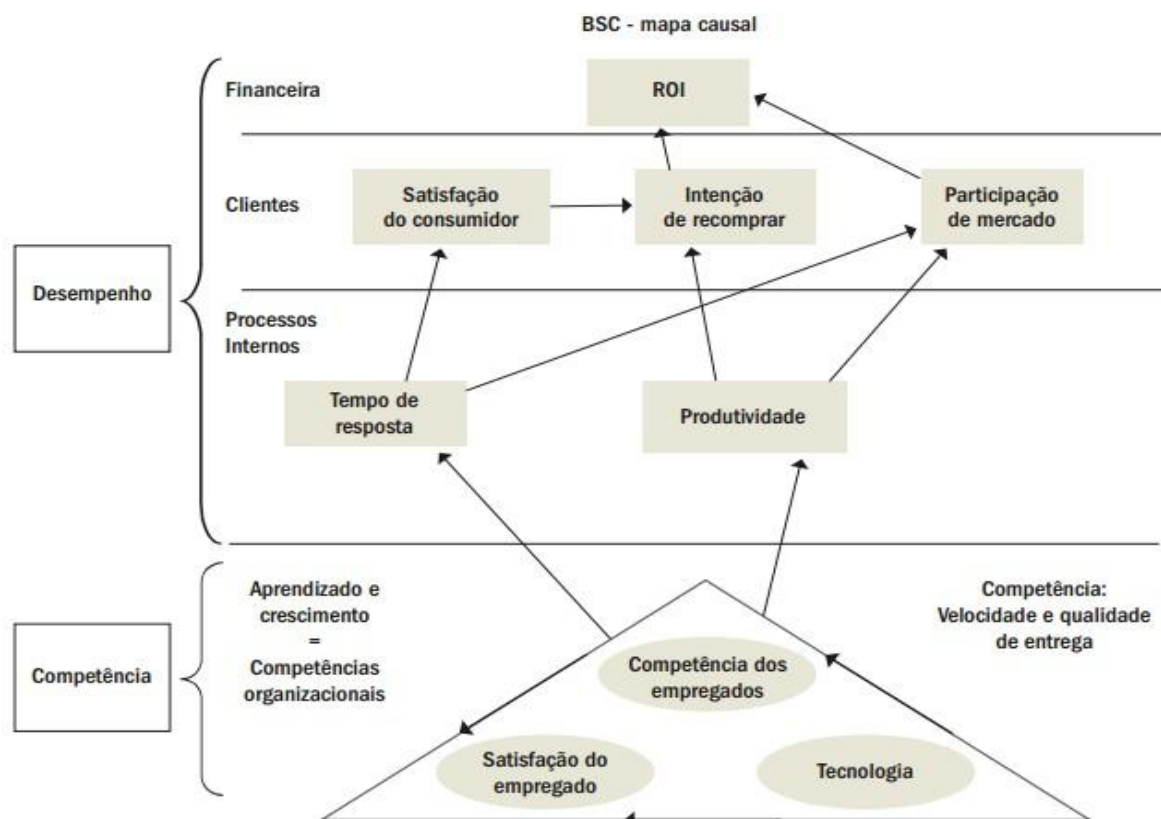 BSC - mapa causal
Financeira
ROI
Clientes
Satisfação
do consumidor
Intenção
de recomprar
Participação
de mercado
Desempenho
Processos
Internos
Tempo de
resposta
Produtividade
Aprendizado e
crescimento
=
Competências
organizacionais
Competência:
Velocidade e qualidade
de entrega
Competência
Competência dos
empregados
Satisfação do
empregado
Tecnologia